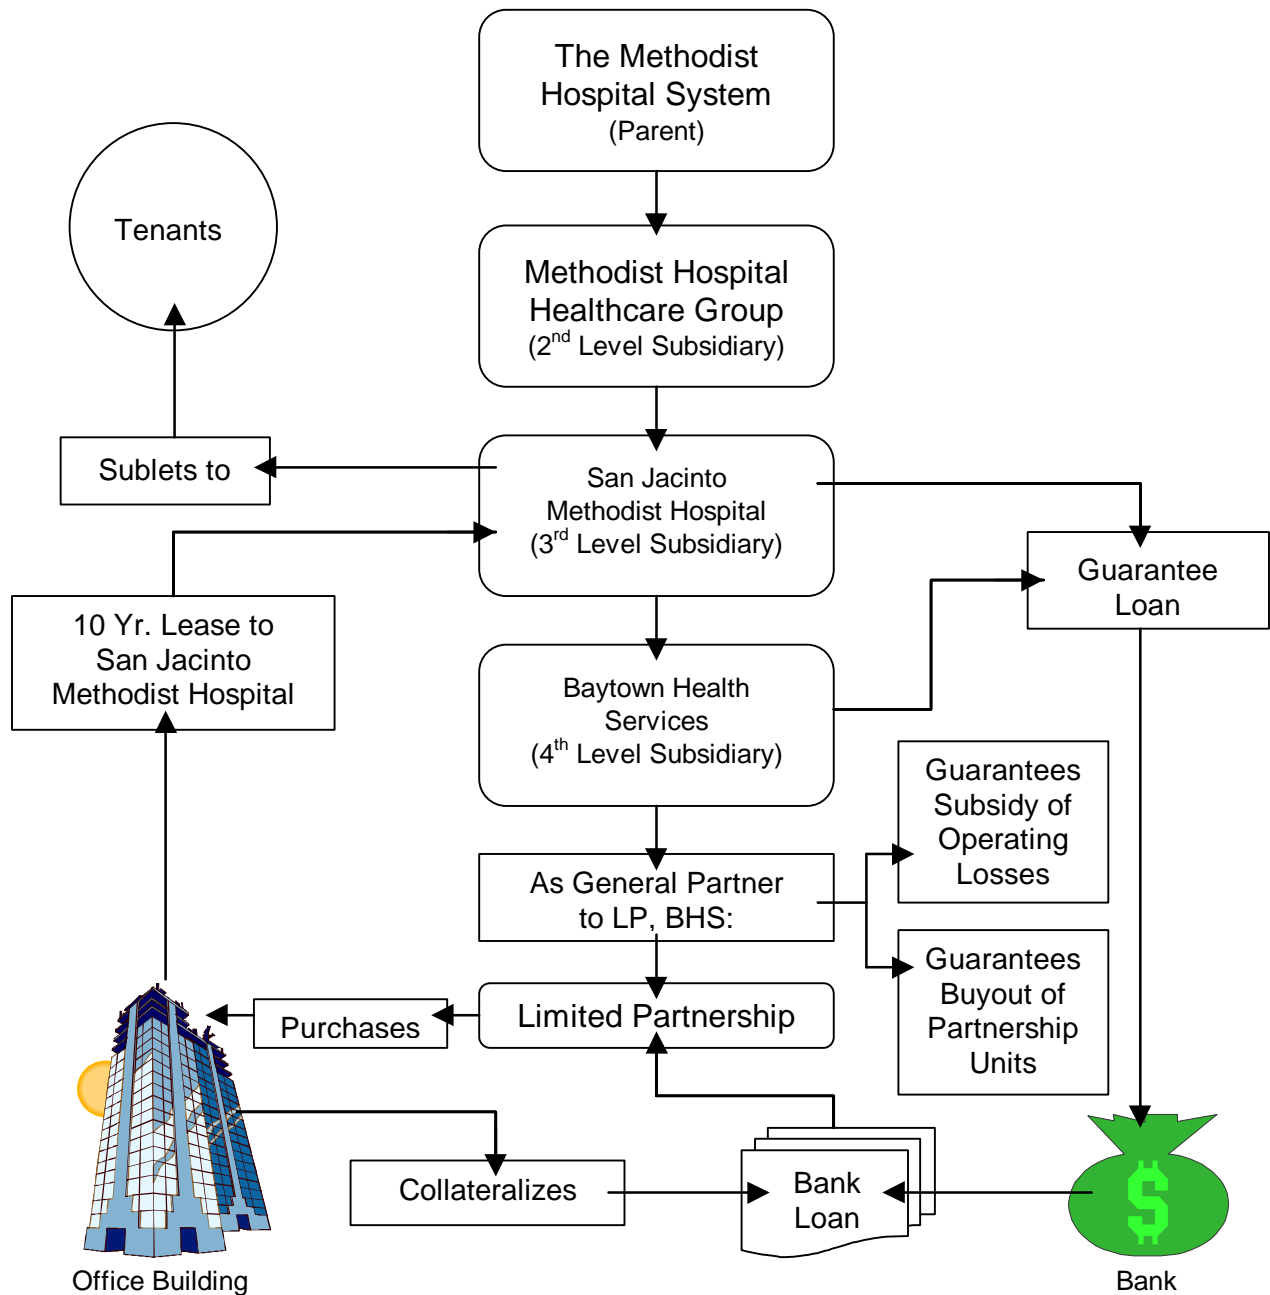 The Methodist
Hospital System
(Parent)
Tenants
Methodist Hospital
Healthcare Group
(2nd Level Subsidiary)
Sublets to
San Jacinto
Methodist Hospital
(3rd Level Subsidiary)
Guarantee
Loan
10 Yr. Lease to
San Jacinto
Methodist Hospital
Baytown Health
Services
(4th Level Subsidiary)
Guarantees
Subsidy of
Operating
Losses
As General Partner
to LP, BHS:
Guarantees
Buyout of
Partnership
Units
Purchases
Limited Partnership
Collateralizes
Bank
Loan
$
Office Building
Bank